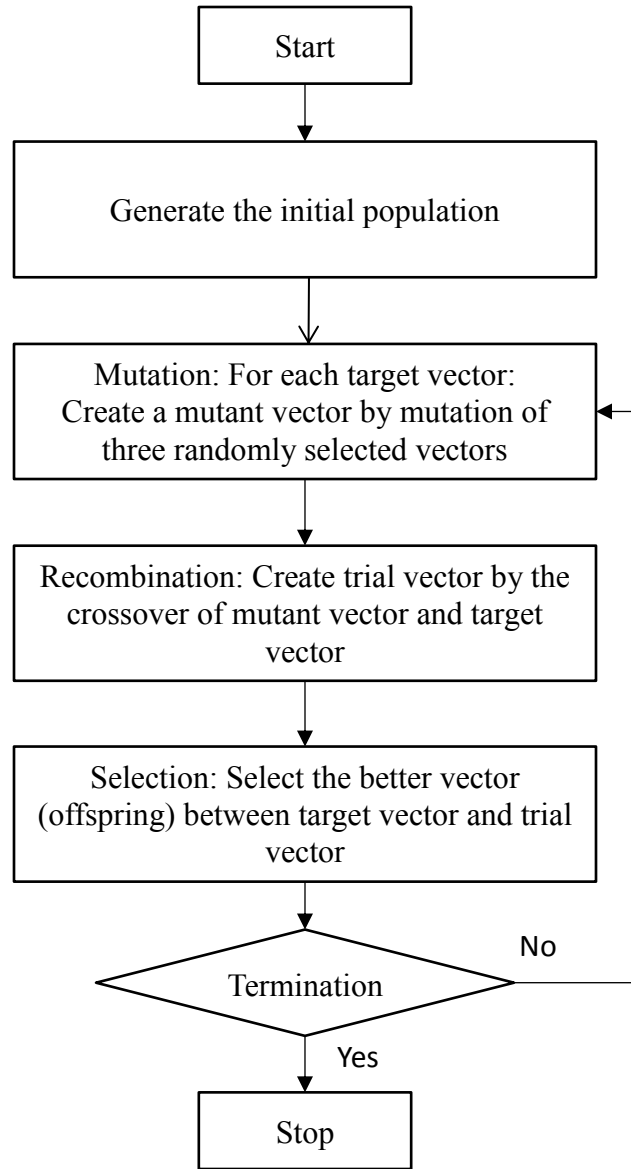 Start
Generate the initial population
Mutation: For each target vector:
Create a mutant vector by mutation of
three randomly selected vectors
Recombination: Create trial vector by the
crossover of mutant vector and target
vector
Selection: Select the better vector
(offspring) between target vector and trial
vector
Termination
No
Yes
Stop